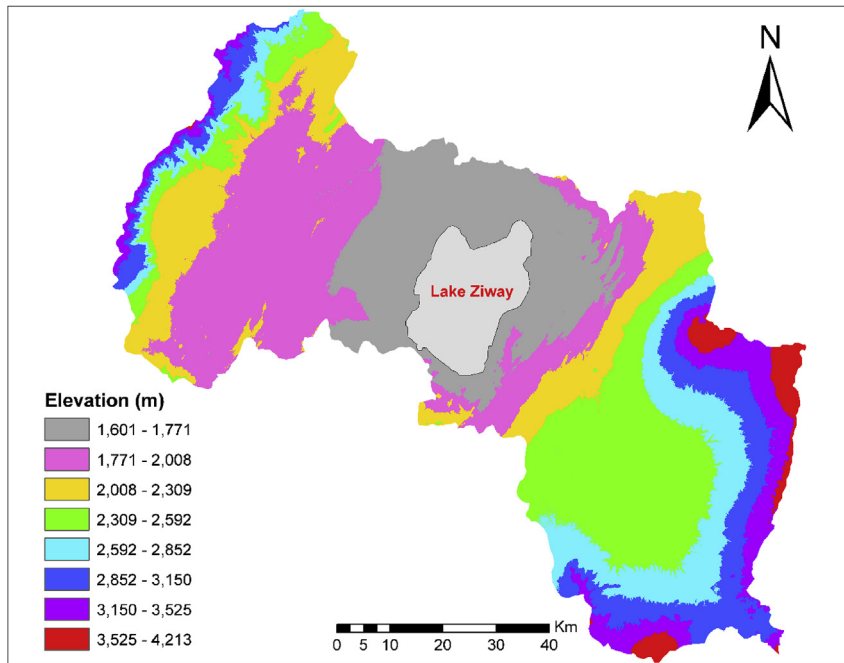 N
Lake Ziway
Elevation (m)
1,601 - 1,771
1,771 - 2,008
2,008 - 2,309
2,309 - 2,592
2,592 - 2,852
2,852 - 3,150
3,150 - 3,525
3,525 - 4,213
Km
0 5 10 20 30 40